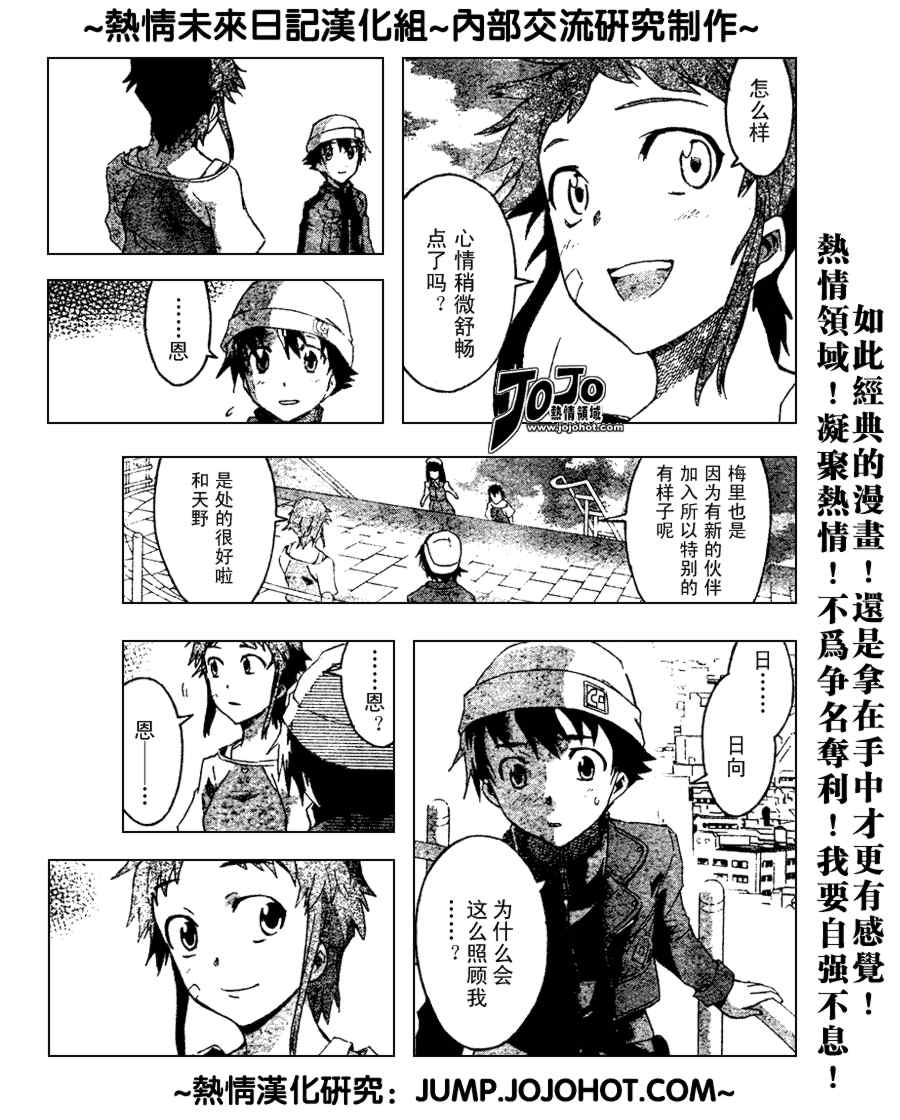 ~熱情未來日記漢化組~內部交流研究制作~
怎么样
心情稍微舒畅
点了吗？
……恩
JOJO
熱情領域
www.jojohot.com
梅里也是
因为有新的伙伴
加入所以特别的
有样子呢
是处的很好啦
和天野
日……
日向
为什么会
这么照顾我
……？
……恩？
恩——……
如此經典的漫畫！還是拿在手中才更有感覺！
熱情領域！凝聚熱情！不爲争名奪利！我要自强不息！
~熱情漢化研究：JUMP.JOJOHOT.COM~